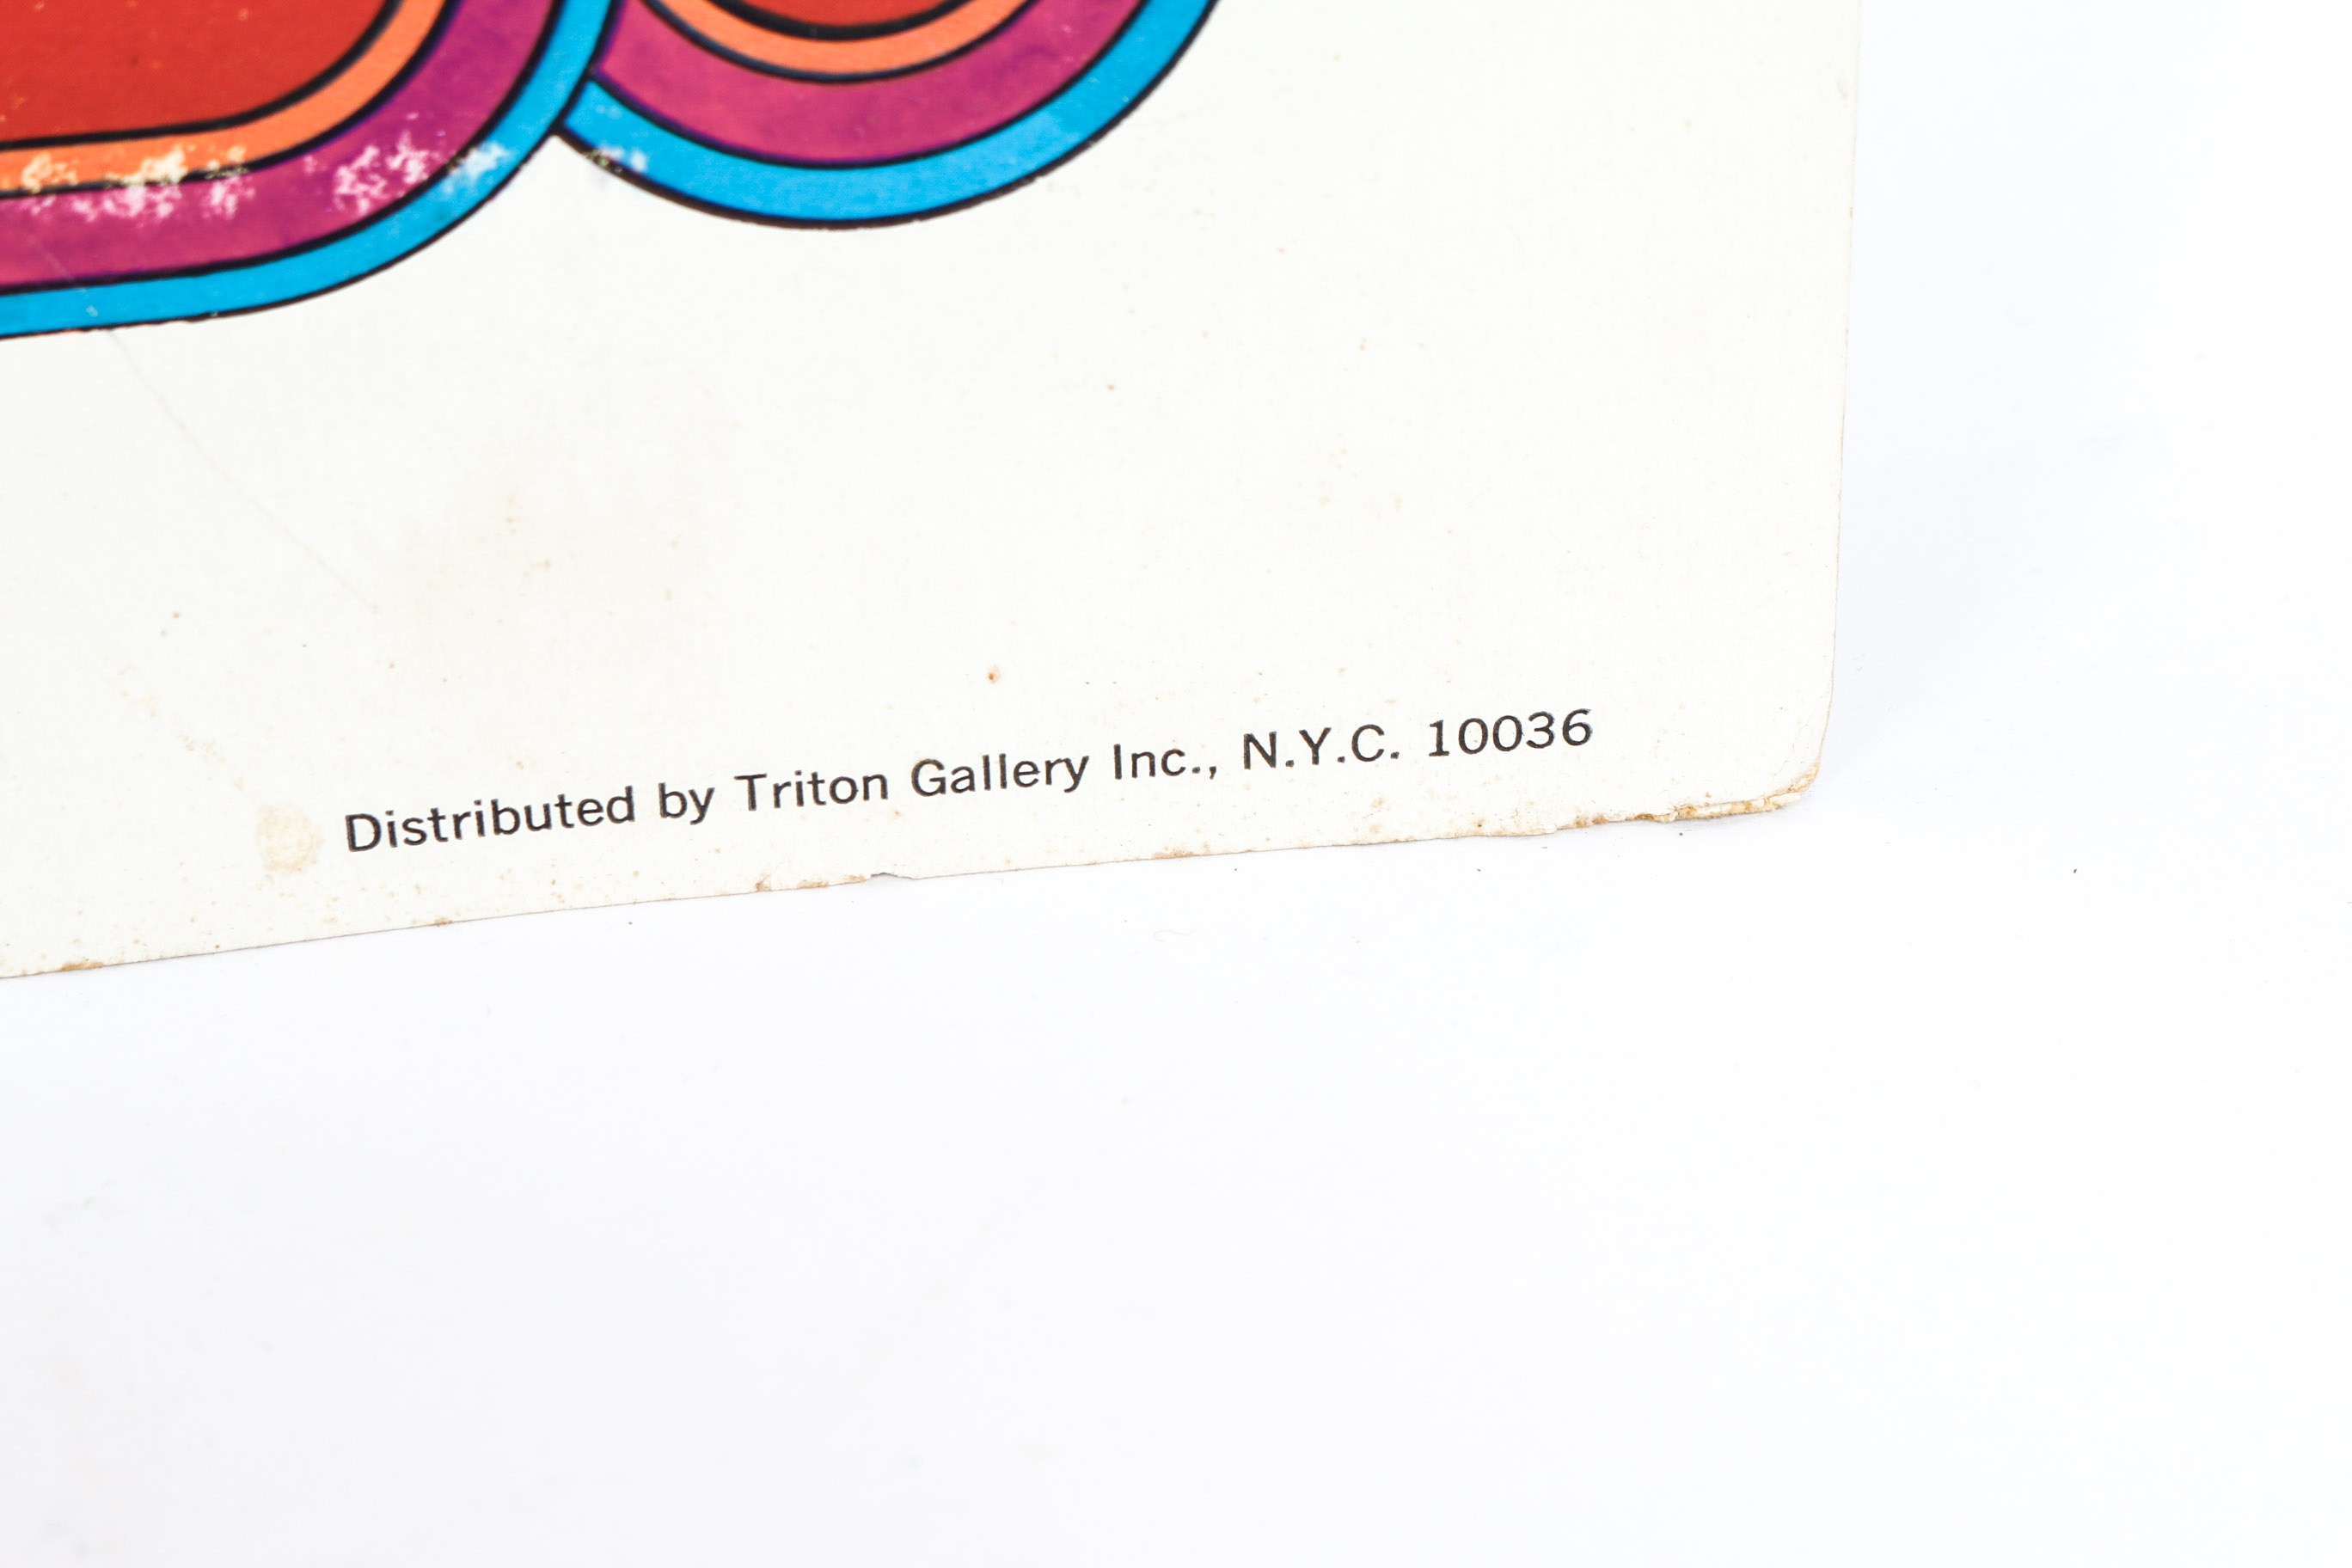 Distributed by Triton Gallery Inc., N.Y.C. 10036